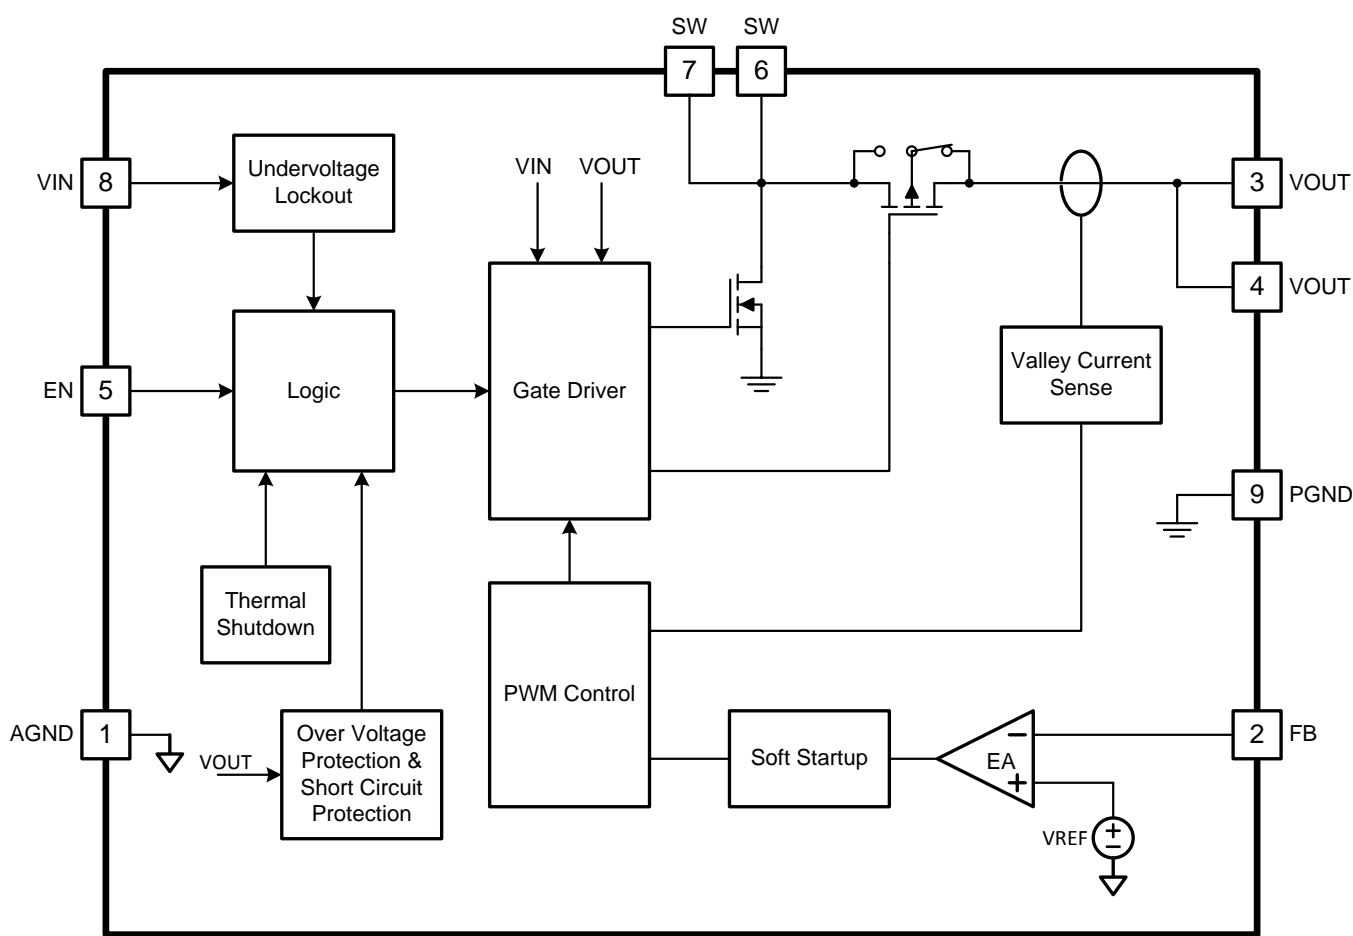 SW
SW
7
6
VIN
8
Undervoltage
Lockout
VIN
VOUT
3
VOUT
4
VOUT
EN
5
Logic
Gate Driver
Valley Current
Sense
9
PGND
Thermal
Shutdown
PWM Control
AGND
1
VOUT
Over Voltage
Protection &
Short Circuit
Protection
Soft Startup
EA
2
FB
VREF